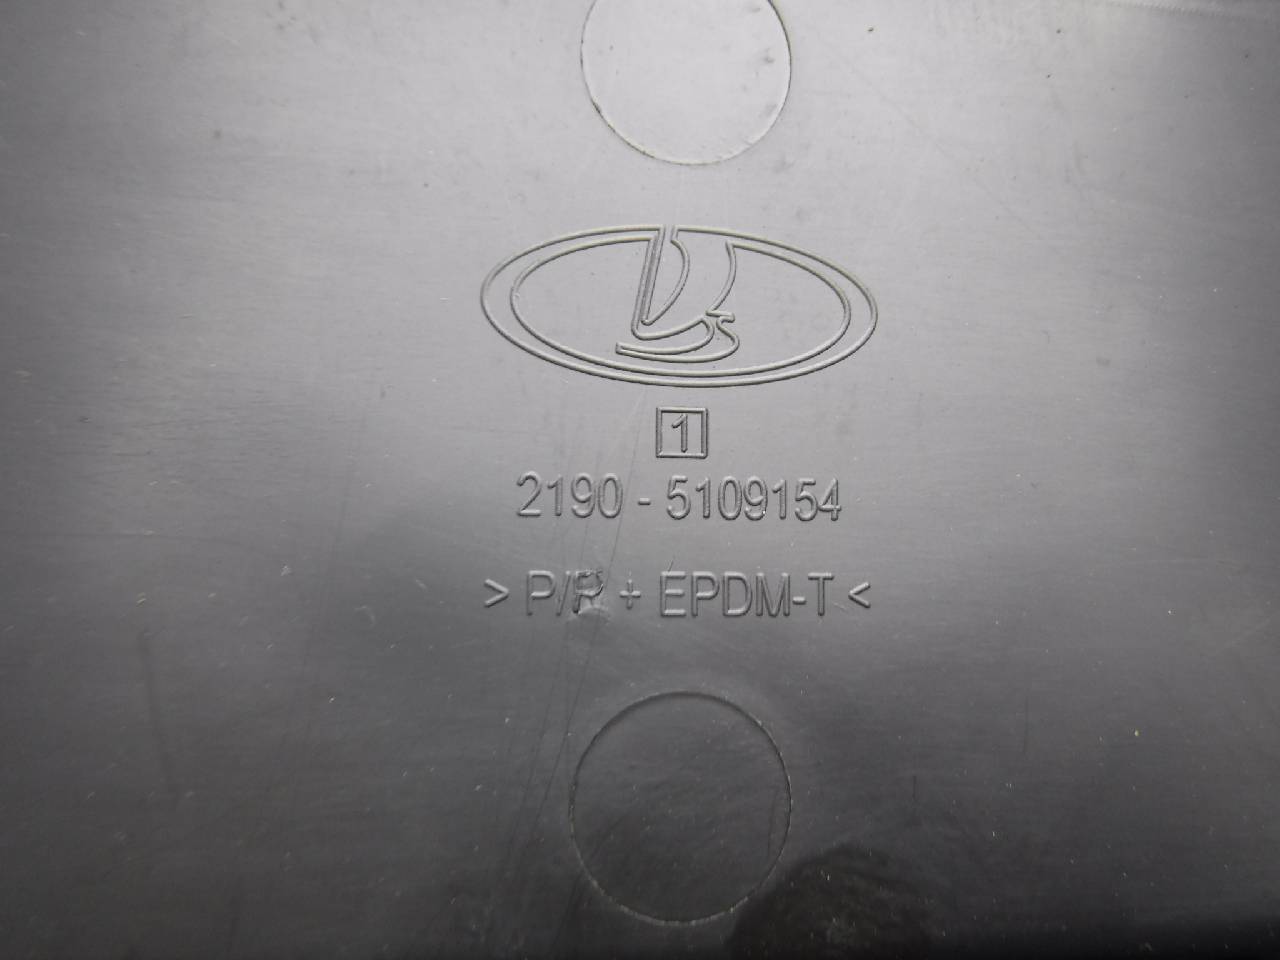 1
2190 - 5109154
> P/P + EPDM-T <